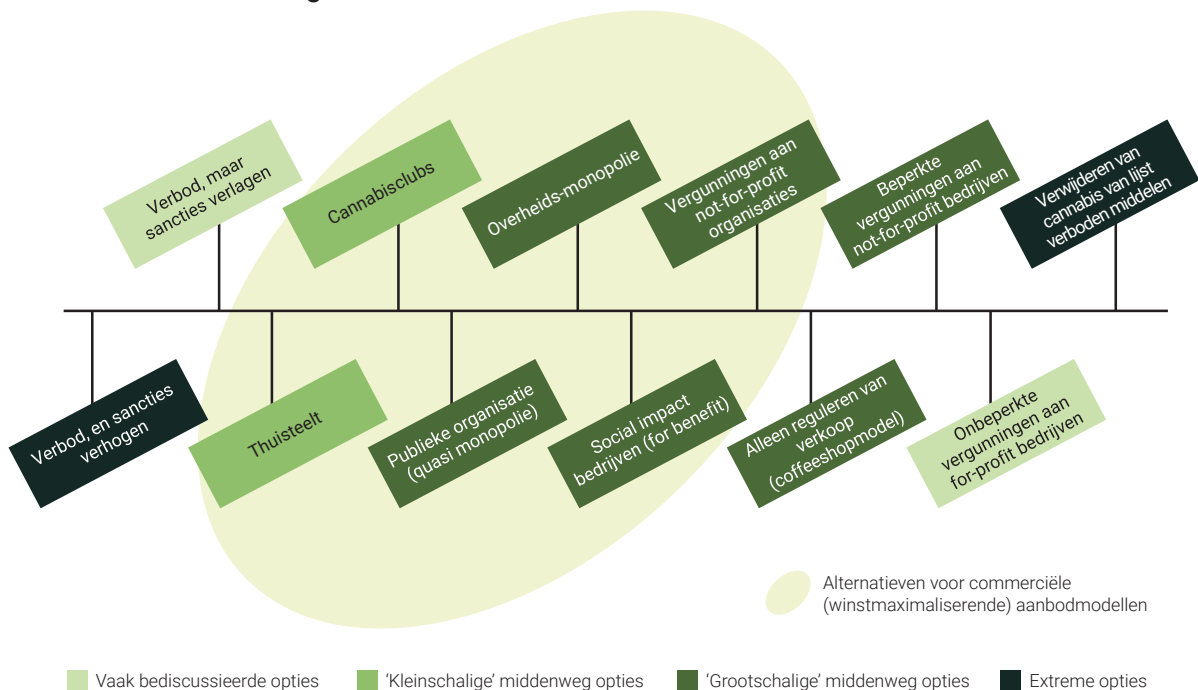 Verbod, maar
sancties verlagen
Cannabisclubs
Overheids-monopolie
Vergunningen aan
not-for-profit
organisaties
Beperkte
vergunningen aan
not-for-profit bedrijven
Verwijderen van
cannabis van lijst
verboden middelen
Verbod, en sancties
verhogen
Thuisteelt
Publieke organisatie
(quasi monopolie)
Social impact
bedrijven (for benefit)
Alleen reguleren van
verkoop
(coffeeshopmodel)
Onbeperkte
vergunningen aan
for-profit bedrijven
Alternatieven voor commerciële
(winstmaximaliserende) aanbodmodellen
Vaak bediscussieerde opties
'Kleinschalige' middenweg opties
'Grootschalige' middenweg opties
Extreme opties